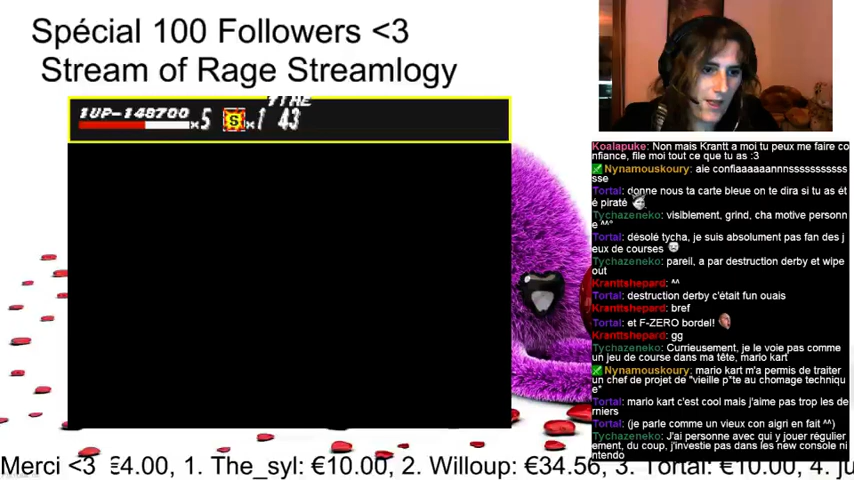 Spécial 100 Followers <3
Stream of Rage Streamlogy
TIME
1UP-148700 ×5 S ×1 43
Koalapuke: Non mais Krantt a moi tu peux me faire co
nfiance, file moi tout ce que tu as :3
Nynamouskoury: aie confiaaaaaannnsssssssssss
sse
Tortal: donne nous ta carte bleue on te dira si tu as ét
é piraté
Tychazeneko: visiblement, grind, cha motive personn
e ^^"
Tortal: désolé tycha, je suis absolument pas fan des j
eux de courses
Tychazeneko: pareil, a par destruction derby et wipe
out
Kranttshepard: ^^
Tortal: destruction derby c'était fun ouais
Kranttshepard: bref
Tortal: et F-ZERO bordel!
Kranttshepard: gg
Tychazeneko: Currieusement, je le voie pas comme
un jeu de course dans ma tête, mario kart
Nynamouskoury: mario kart m'a permis de traiter
un chef de projet de "vieille p*te au chomage techniqu
e"
Tortal: mario kart c'est cool mais j'aime pas trop les de
rniers
Tortal: (je parle comme un vieux con aigri en fait ^^)
Tychazeneko: J'ai personne avec qui y jouer régulier
ement, du coup, j'investie pas dans les new console ni
ntendo
Merci <3 €4.00, 1. The_syl: €10.00, 2. Willoup: €34.56, 3. Tortal: €10.00, 4. ju